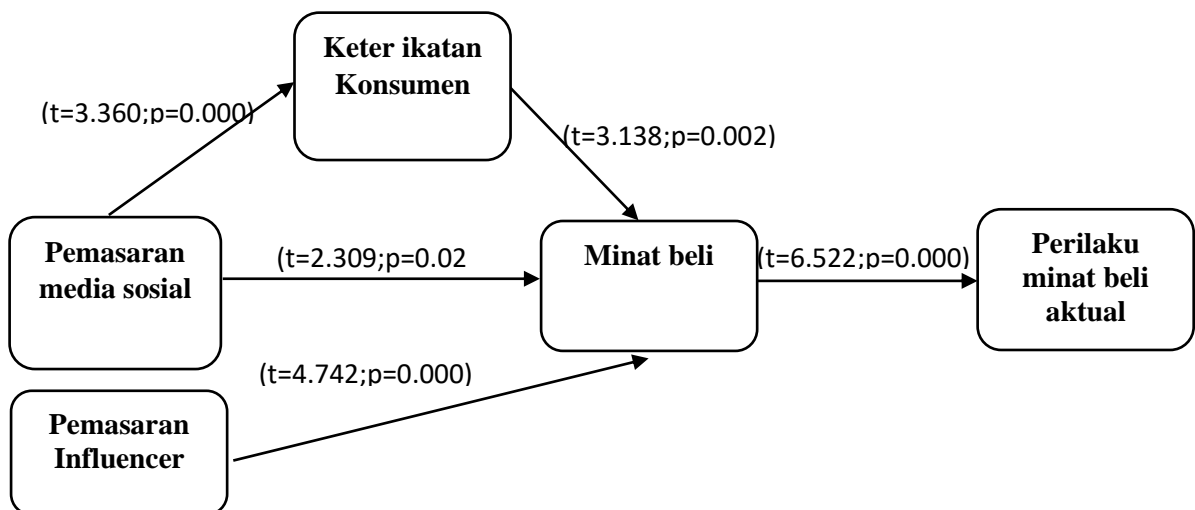 Keter ikatan
Konsumen
(t=3.360;p=0.000)
(t=3.138;p=0.002)
Pemasaran
media sosial
(t=2.309;p=0.02
Minat beli
(t=6.522;p=0.000)
Perilaku
minat beli
aktual
(t=4.742;p=0.000)
Pemasaran
Influencer